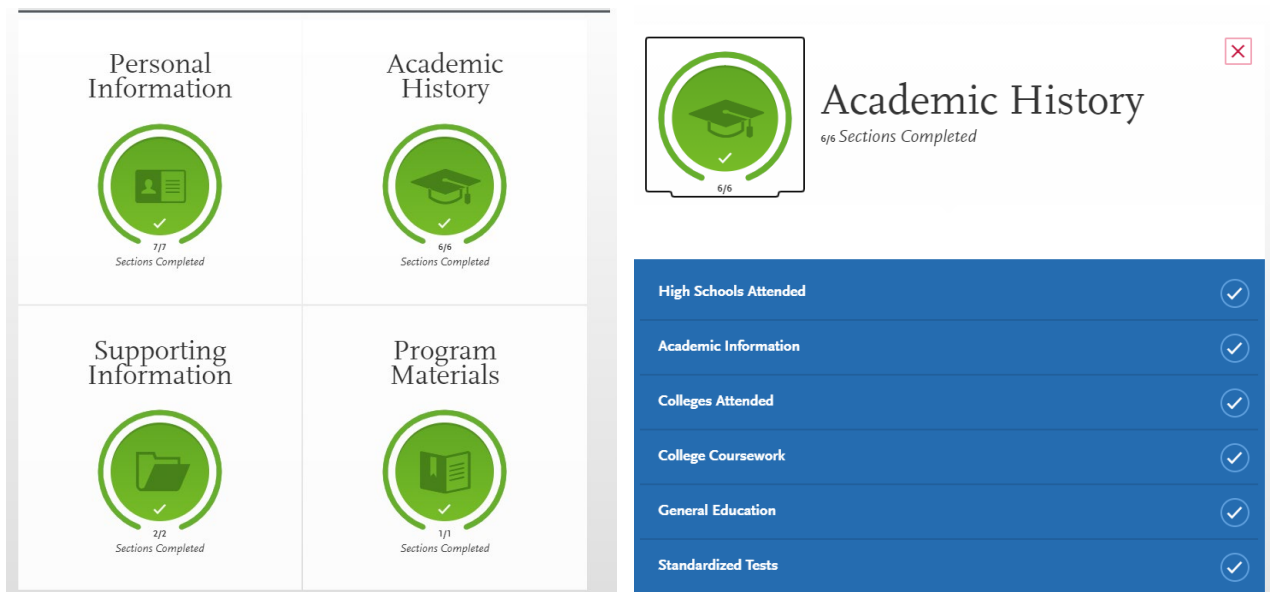 Personal
Information
7/7
Sections Completed
Academic
History
6/6
Sections Completed
Supporting
Information
2/2
Sections Completed
Program
Materials
1/1
Sections Completed
6/6
Academic History
6/6 Sections Completed
High Schools Attended
Academic Information
Colleges Attended
College Coursework
General Education
Standardized Tests